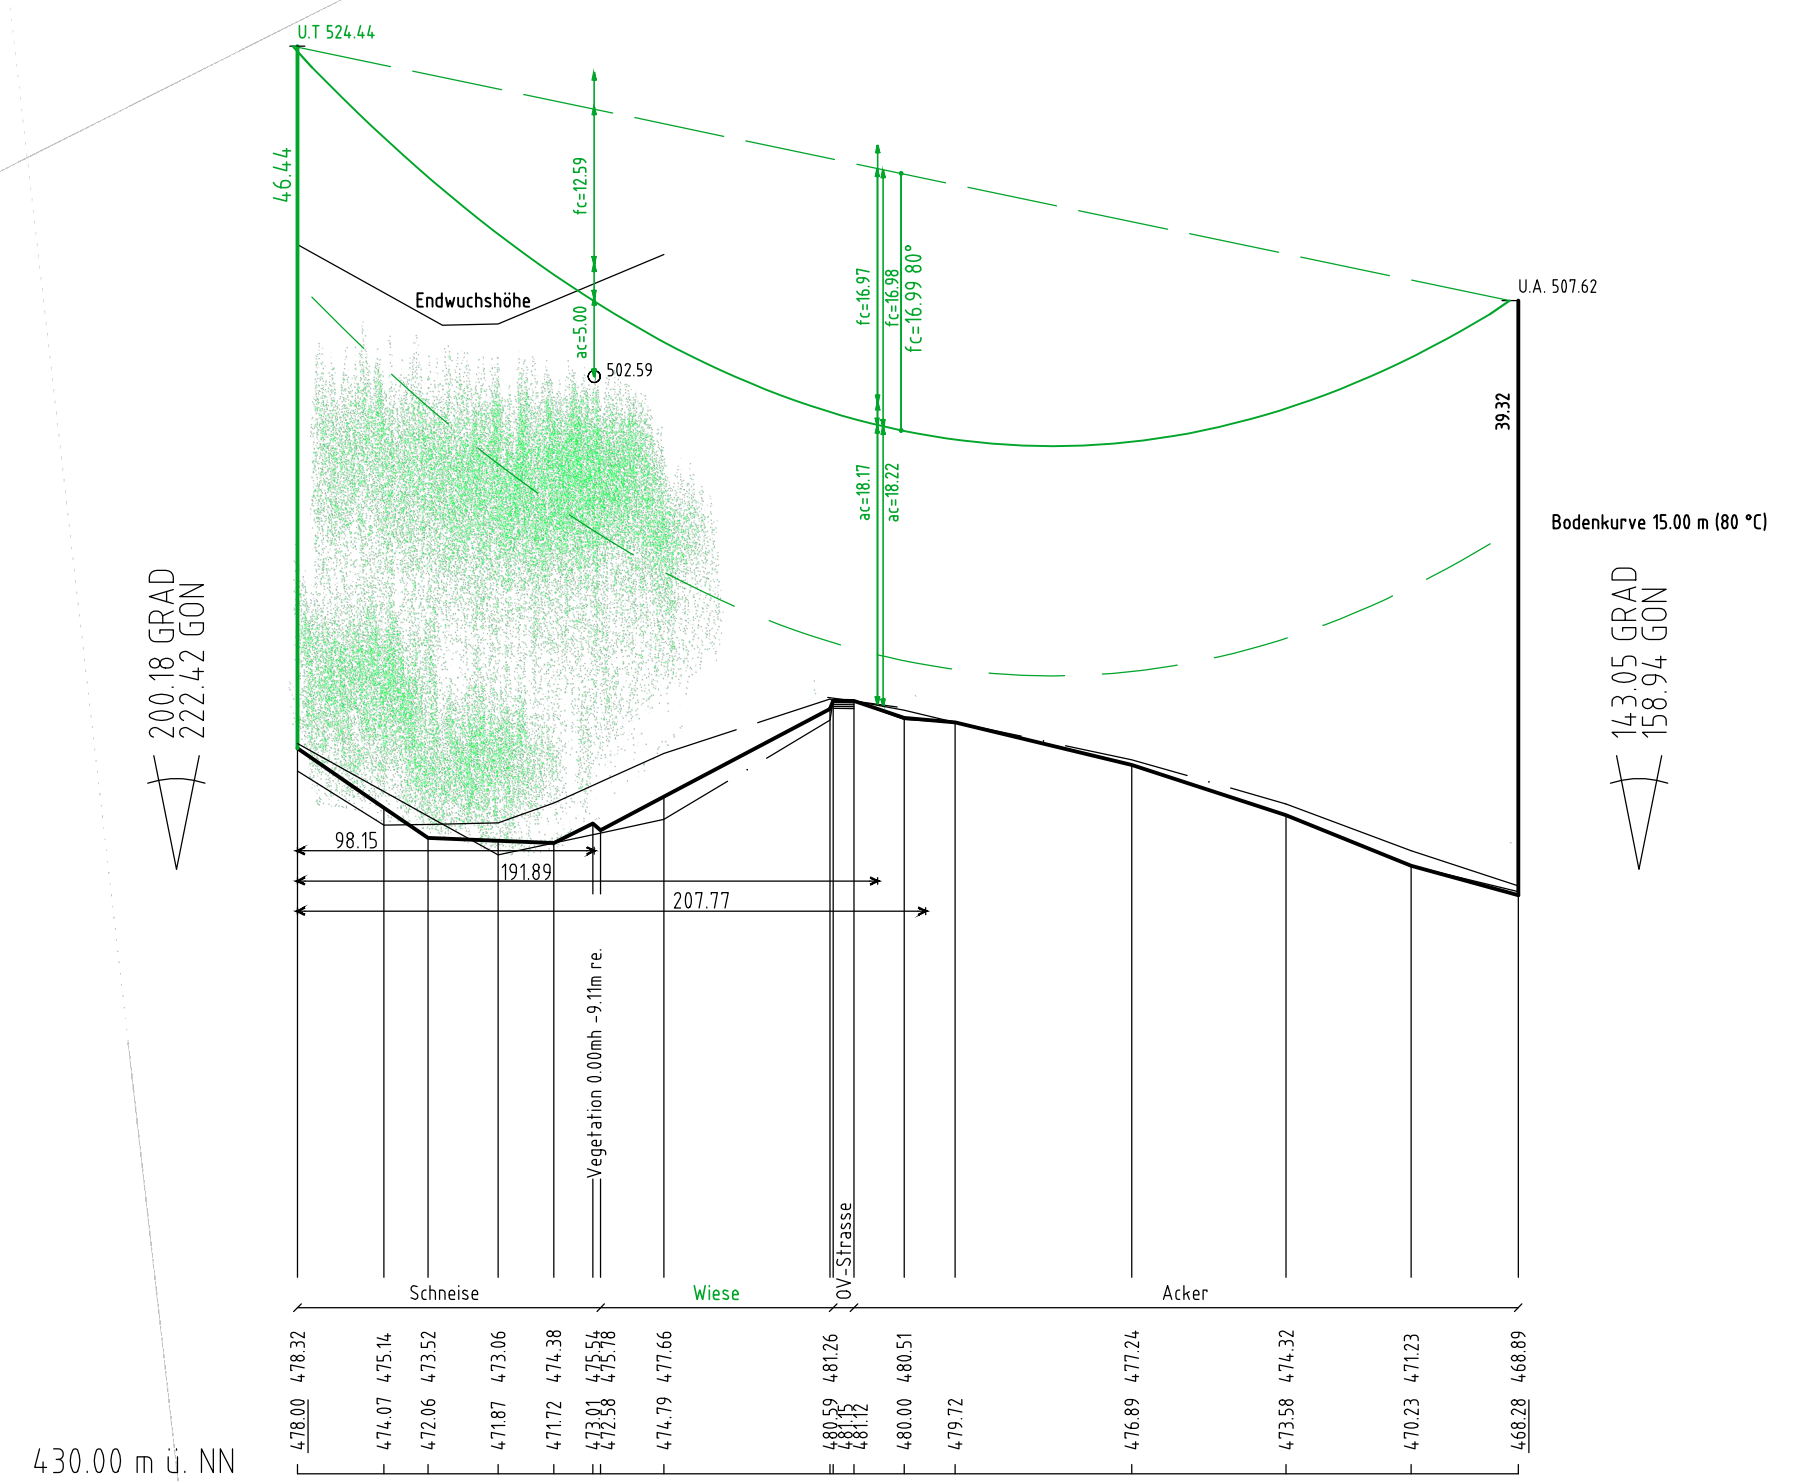 U.T 524.44
46.44
fc=12.59
Endwuchshöhe
ac=5.00
502.59
fc=16.97
fc=16.98
fc=16.99 80°
U.A. 507.62
39.32
ac=18.17
ac=18.22
Bodenkurve 15.00 m (80 °C)
200.18 GRAD
222.42 GON
143.05 GRAD
158.94 GON
98.15
191.89
207.77
Vegetation 0.00mh -9.11m re.
OV-Strasse
Schneise
Wiese
Acker
478.32
475.14
473.52
473.06
474.38
475.54
475.78
477.66
481.26
480.51
477.24
474.32
471.23
468.89
478.00
474.07
472.06
471.87
471.72
473.01
472.58
474.79
480.59
481.15
481.12
480.00
479.72
476.89
473.58
470.23
468.28
430.00 m ü. NN